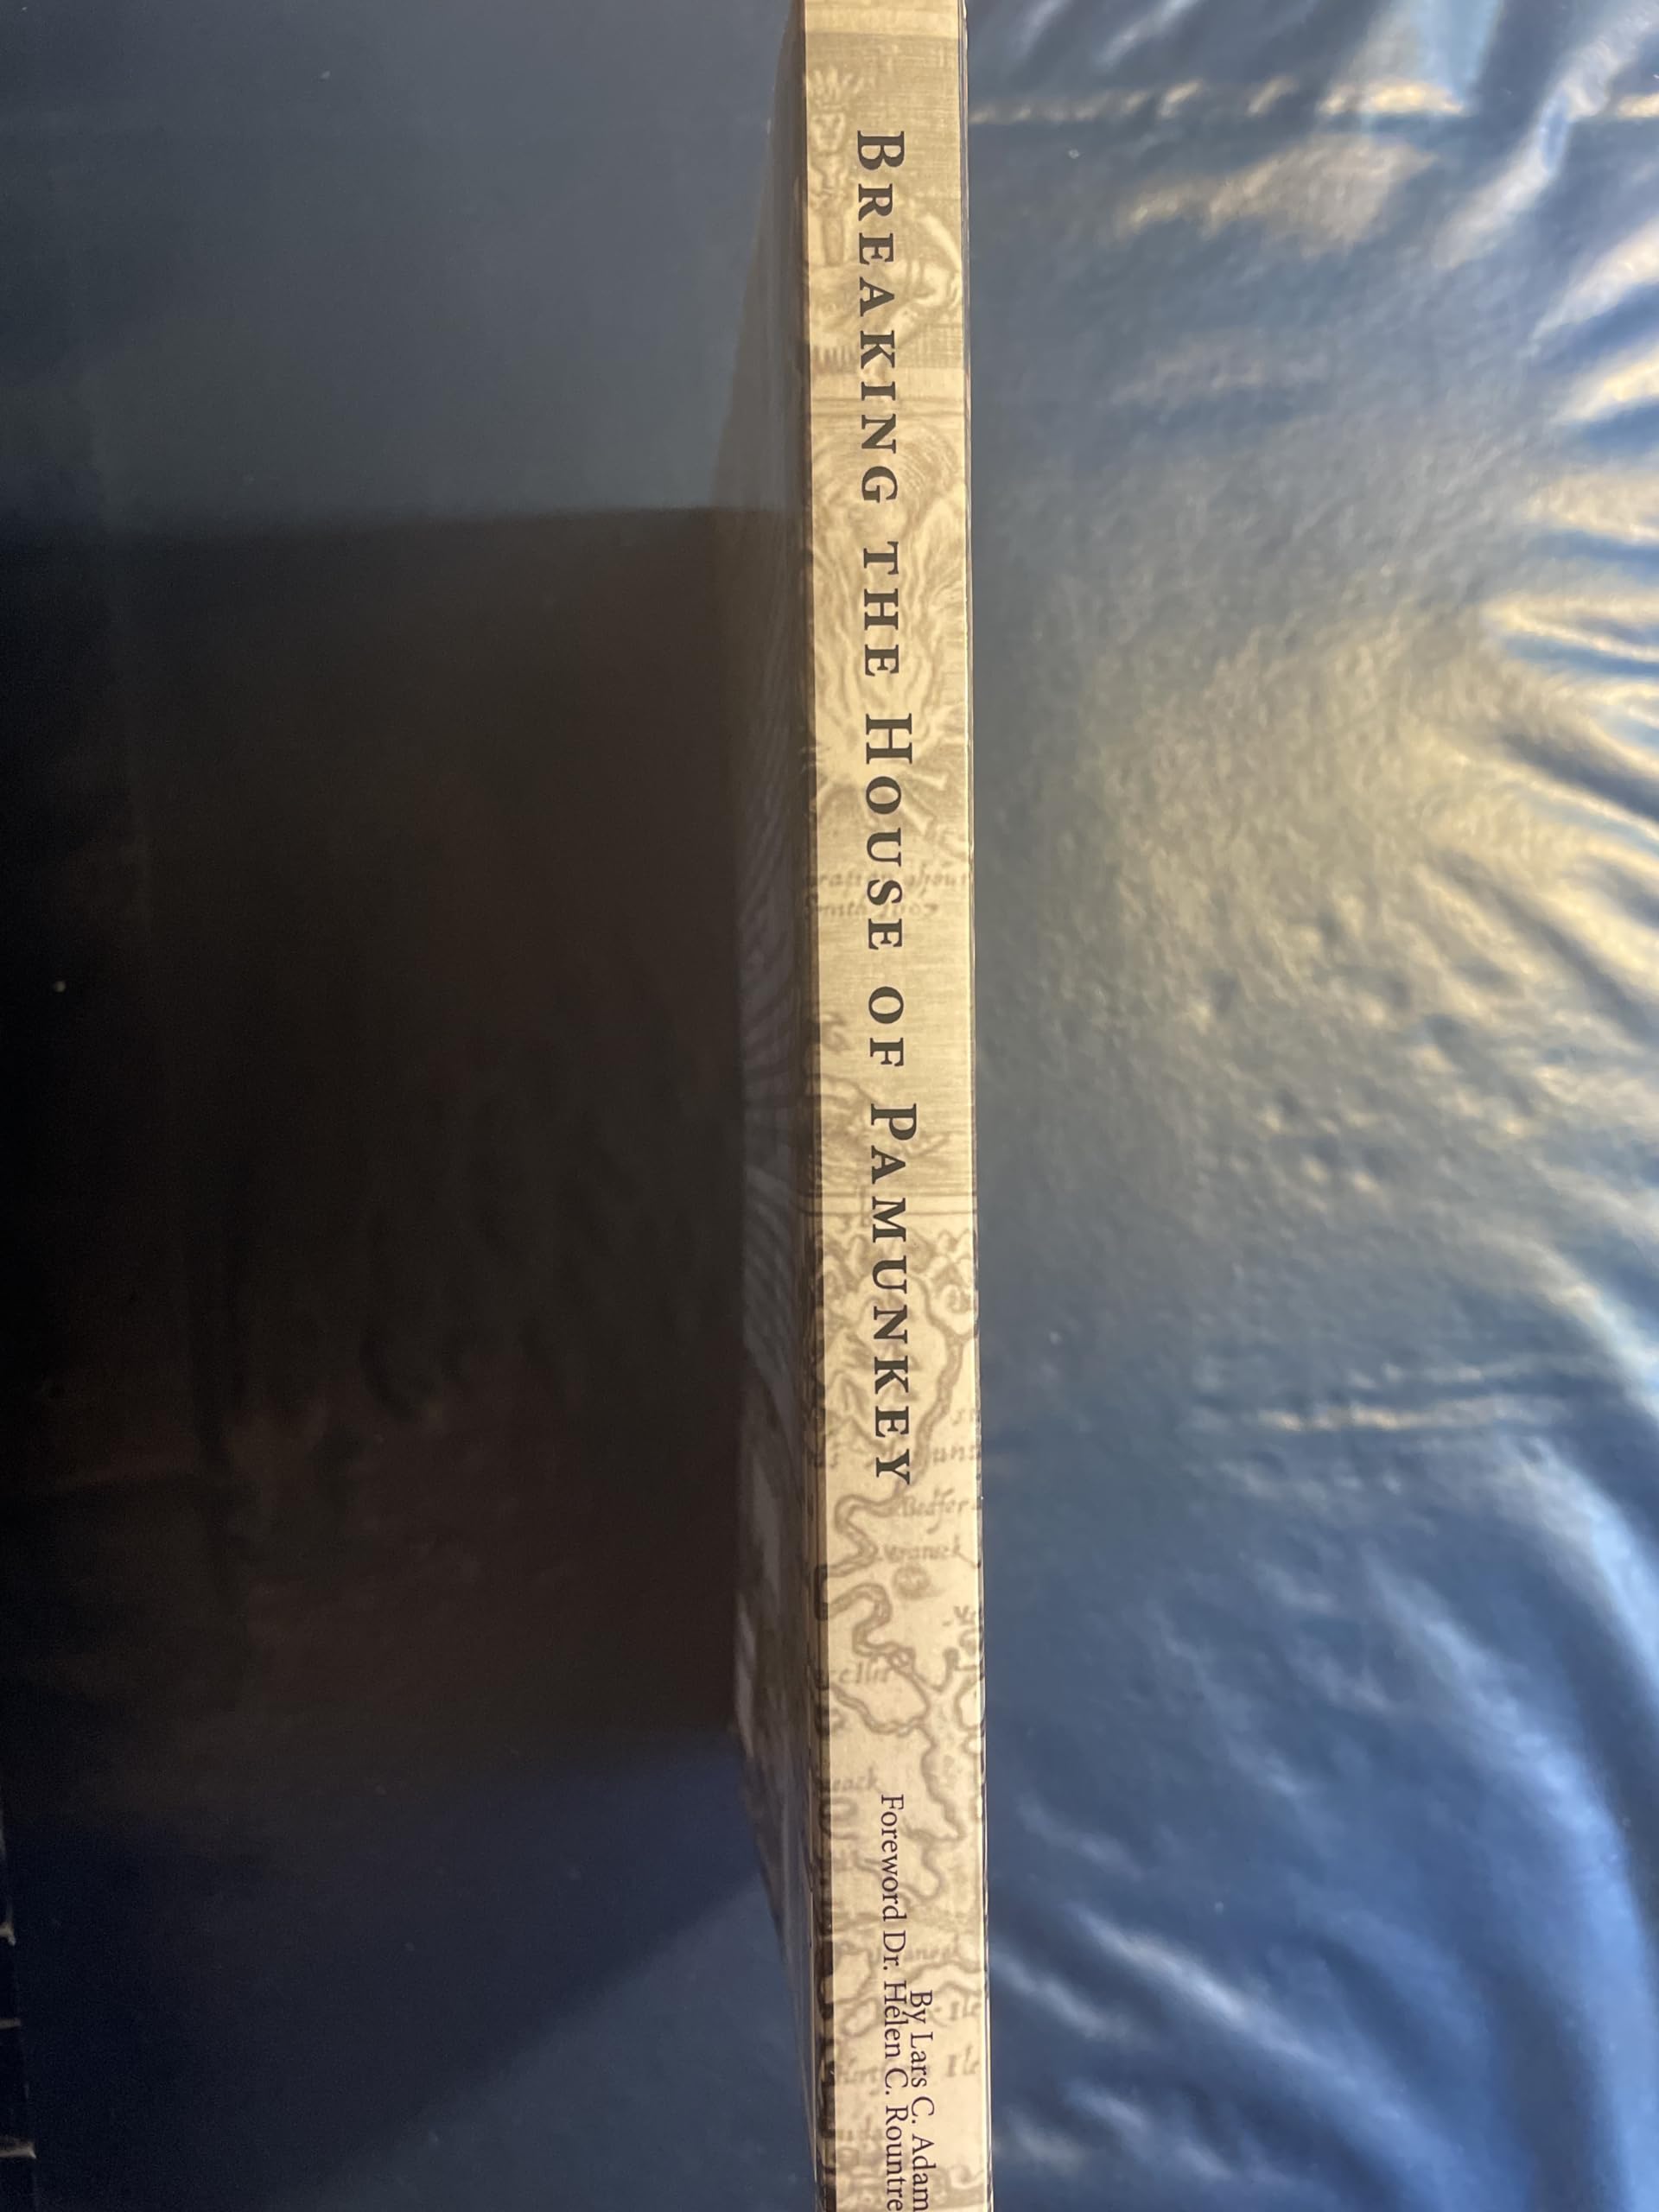 BREAKING THE HOUSE OF PAMUNKEY
By Lars C. Adam
Foreword Dr. Helen C. Rountre